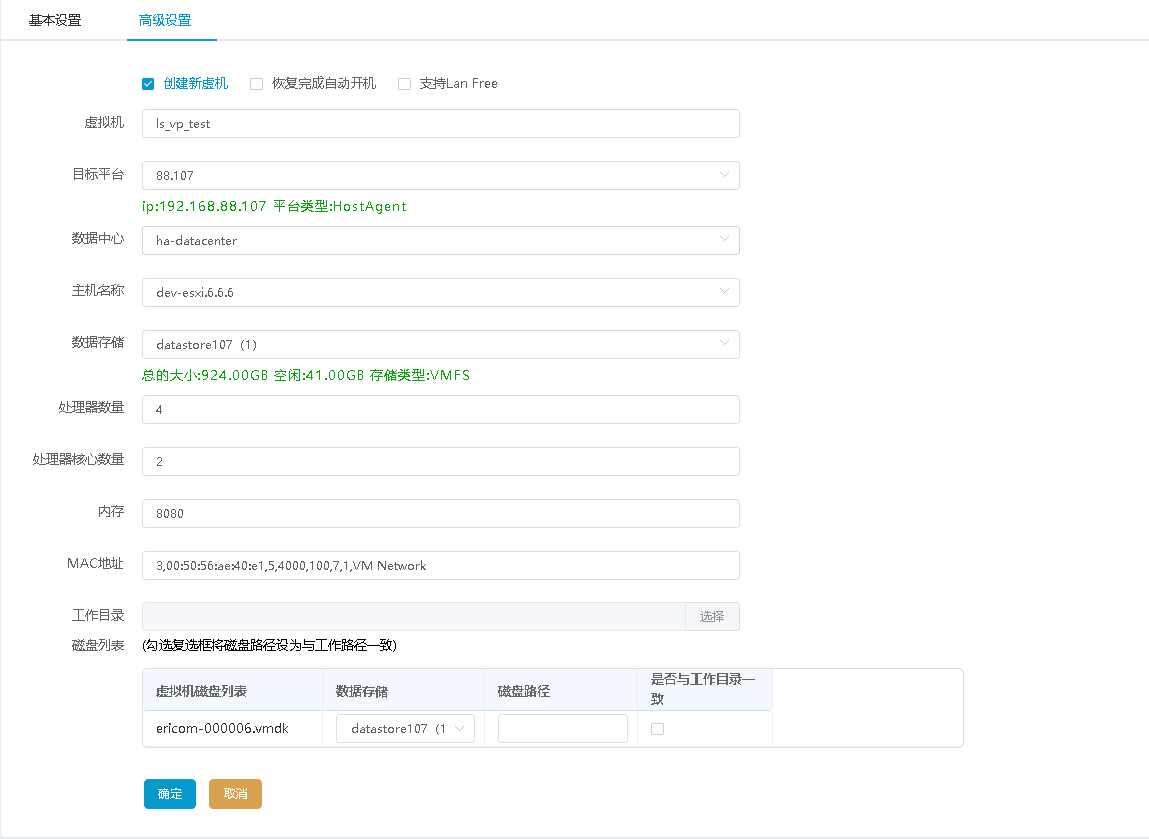 基本设置 高级设置
创建新虚机 恢复完成自动开机 支持Lan Free
虚拟机 ls_vp_test
目标平台 88.107
ip:192.168.88.107 平台类型:HostAgent
数据中心 ha-datacenter
主机名称 dev-esxi.6.6.6
数据存储 datastore107 (1)
总的大小:924.00GB 空闲:41.00GB 存储类型:VMFS
处理器数量 4
处理器核心数量 2
内存 8080
MAC地址 3,00:50:56:ae:40:e1,5,4000,100,7,1,VM Network
工作目录 选择
磁盘列表 (勾选复选框将磁盘路径设为与工作路径一致)
虚拟机磁盘列表 数据存储 磁盘路径 是否与工作目录一
致
ericom-000006.vmdk datastore107 (1
确定 取消